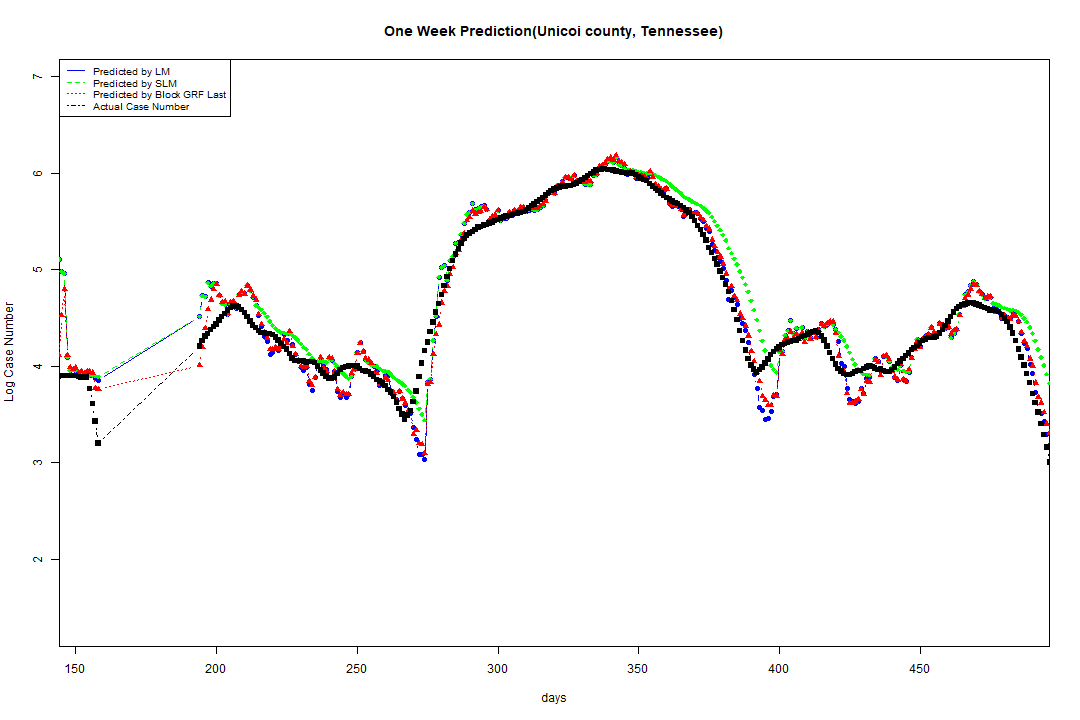 One Week Prediction(Unicoi county, Tennessee)
Predicted by LM
Predicted by SLM
Predicted by Block GRF Last
Actual Case Number
7
6
5
4
3
2
Log Case Number
150 200 250 300 350 400 450
days